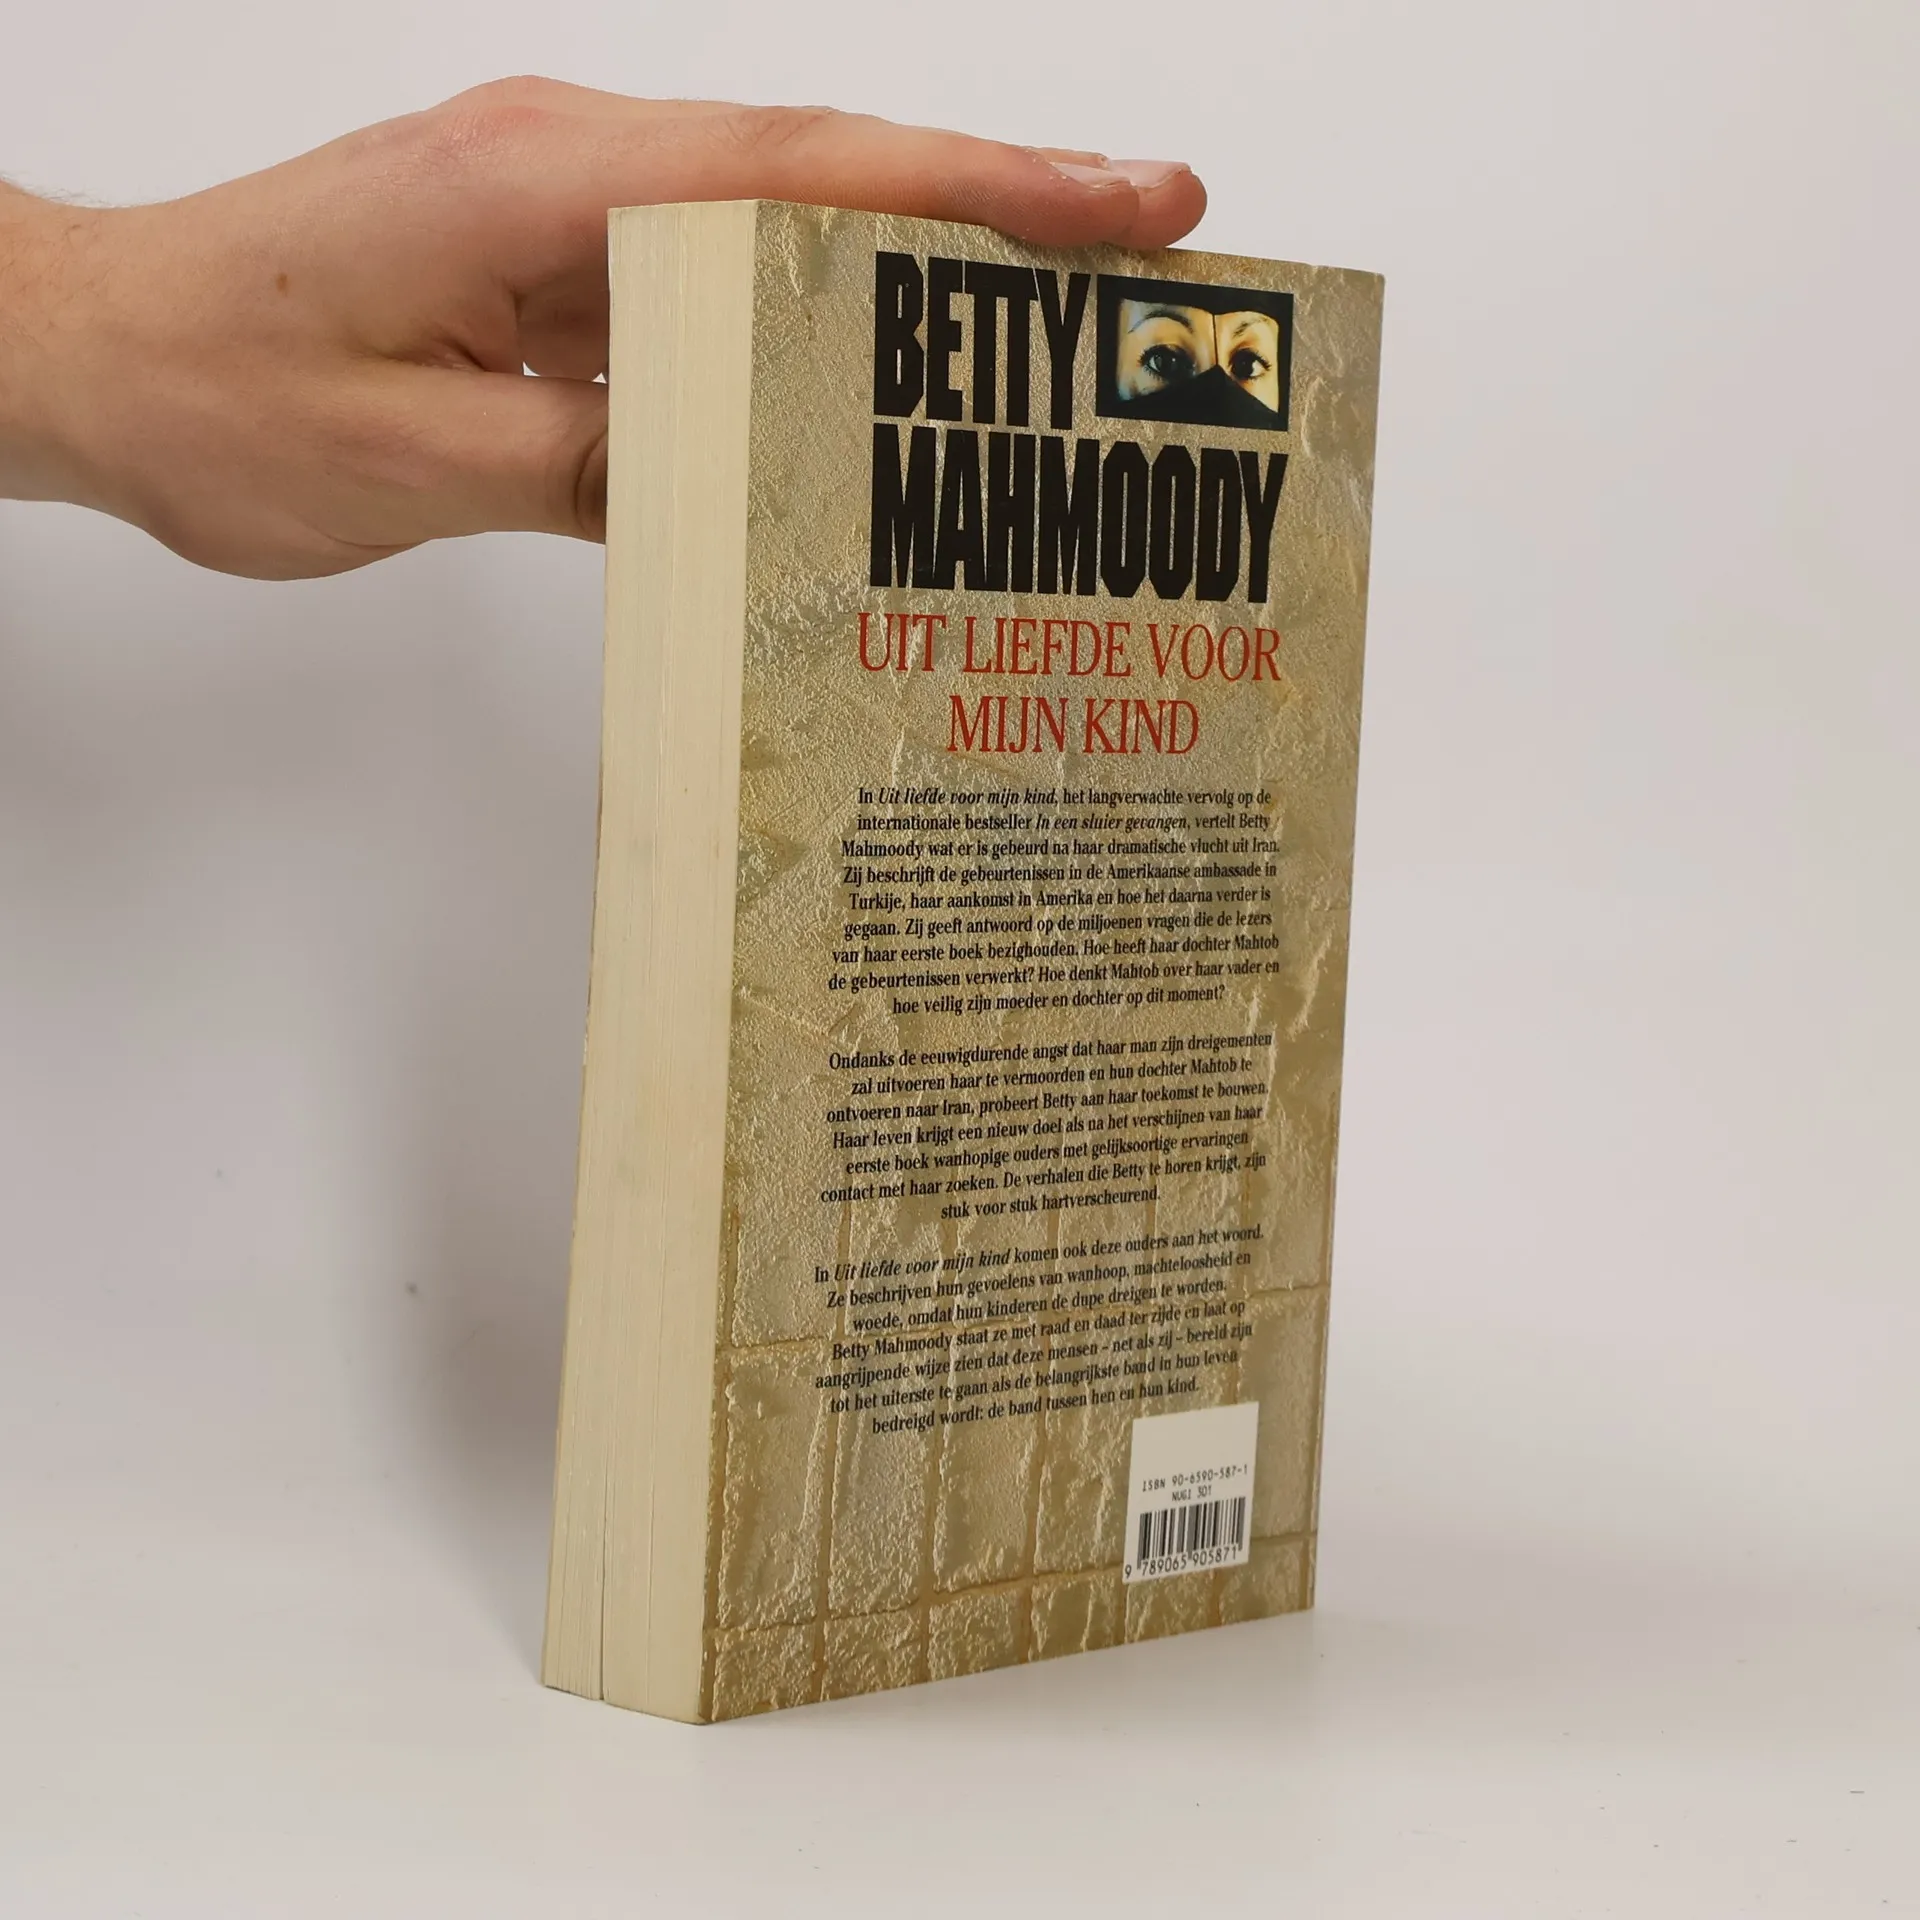 BETTY
MAHMOODY
UIT LIEFDE VOOR
MIJN KIND
In Uit liefde voor mijn kind, het langverwachte vervolg op de
internationale bestseller In een sluier gevangen, vertelt Betty
Mahmoody wat er is gebeurd na haar dramatische vlucht uit Iran.
Zij beschrijft de gebeurtenissen in de Amerikaanse ambassade in
Turkije, haar aankomst in Amerika en hoe het daarna verder is
gegaan. Zij geeft antwoord op de miljoenen vragen die de lezers
van haar eerste boek bezighouden. Hoe heeft haar dochter Mahtob
de gebeurtenissen verwerkt? Hoe denkt Mahtob over haar vader en
hoe veilig zijn moeder en dochter op dit moment?
Ondanks de eeuwigdurende angst dat haar man zijn dreigementen
zal uitvoeren haar te vermoorden en hun dochter Mahtob te
ontvoeren naar Iran, probeert Betty aan haar toekomst te bouwen.
Haar leven krijgt een nieuw doel als na het verschijnen van haar
eerste boek wanhopige ouders met gelijksoortige ervaringen
contact met haar zoeken. De verhalen die Betty te horen krijgt, zijn
stuk voor stuk hartverscheurend.
In Uit liefde voor mijn kind komen ook deze ouders aan het woord.
Ze beschrijven hun gevoelens van wanhoop, machteloosheid en
woede, omdat hun kinderen de dupe dreigen te worden.
Betty Mahmoody staat ze met raad en daad ter zijde en laat op
aangrijpende wijze zien dat deze mensen – net als zij – bereid zijn
tot het uiterste te gaan als de belangrijkste band in hun leven
bedreigd wordt: de band tussen hen en hun kind.
ISBN 90-6590-587-1
NUGI 301
9 789065 905871